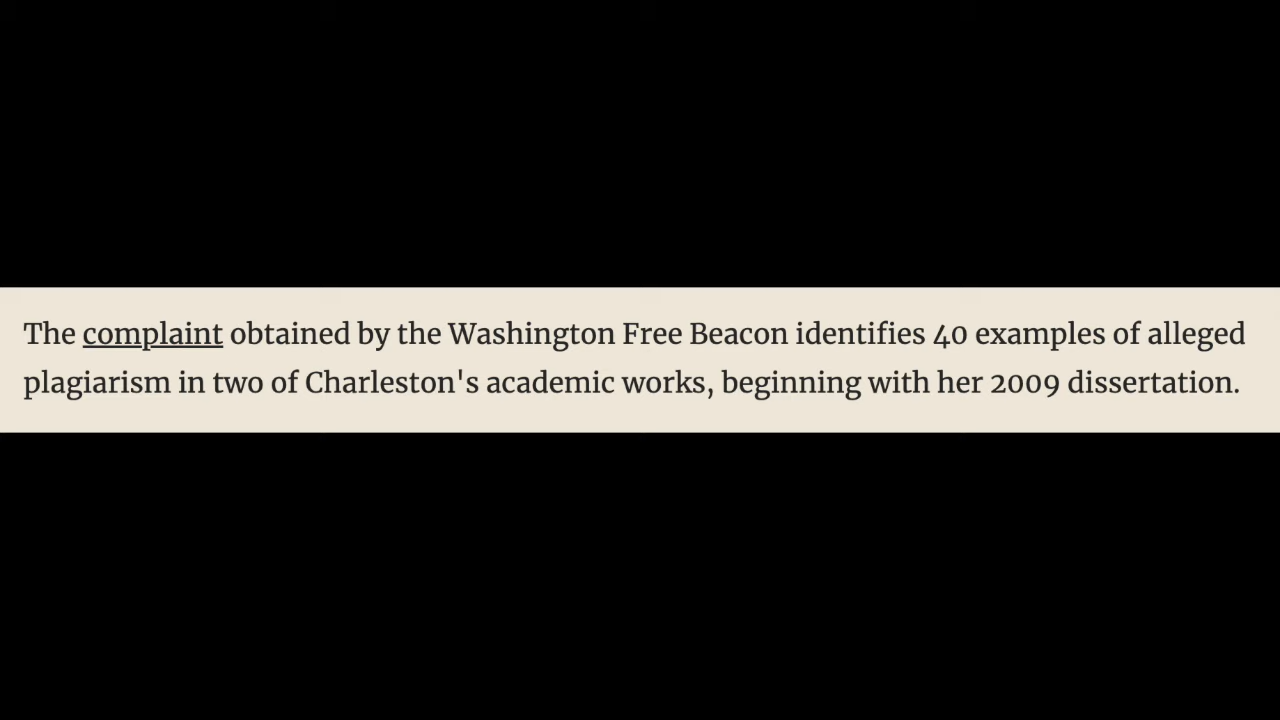 The complaint obtained by the Washington Free Beacon identifies 40 examples of alleged
plagiarism in two of Charleston's academic works, beginning with her 2009 dissertation.